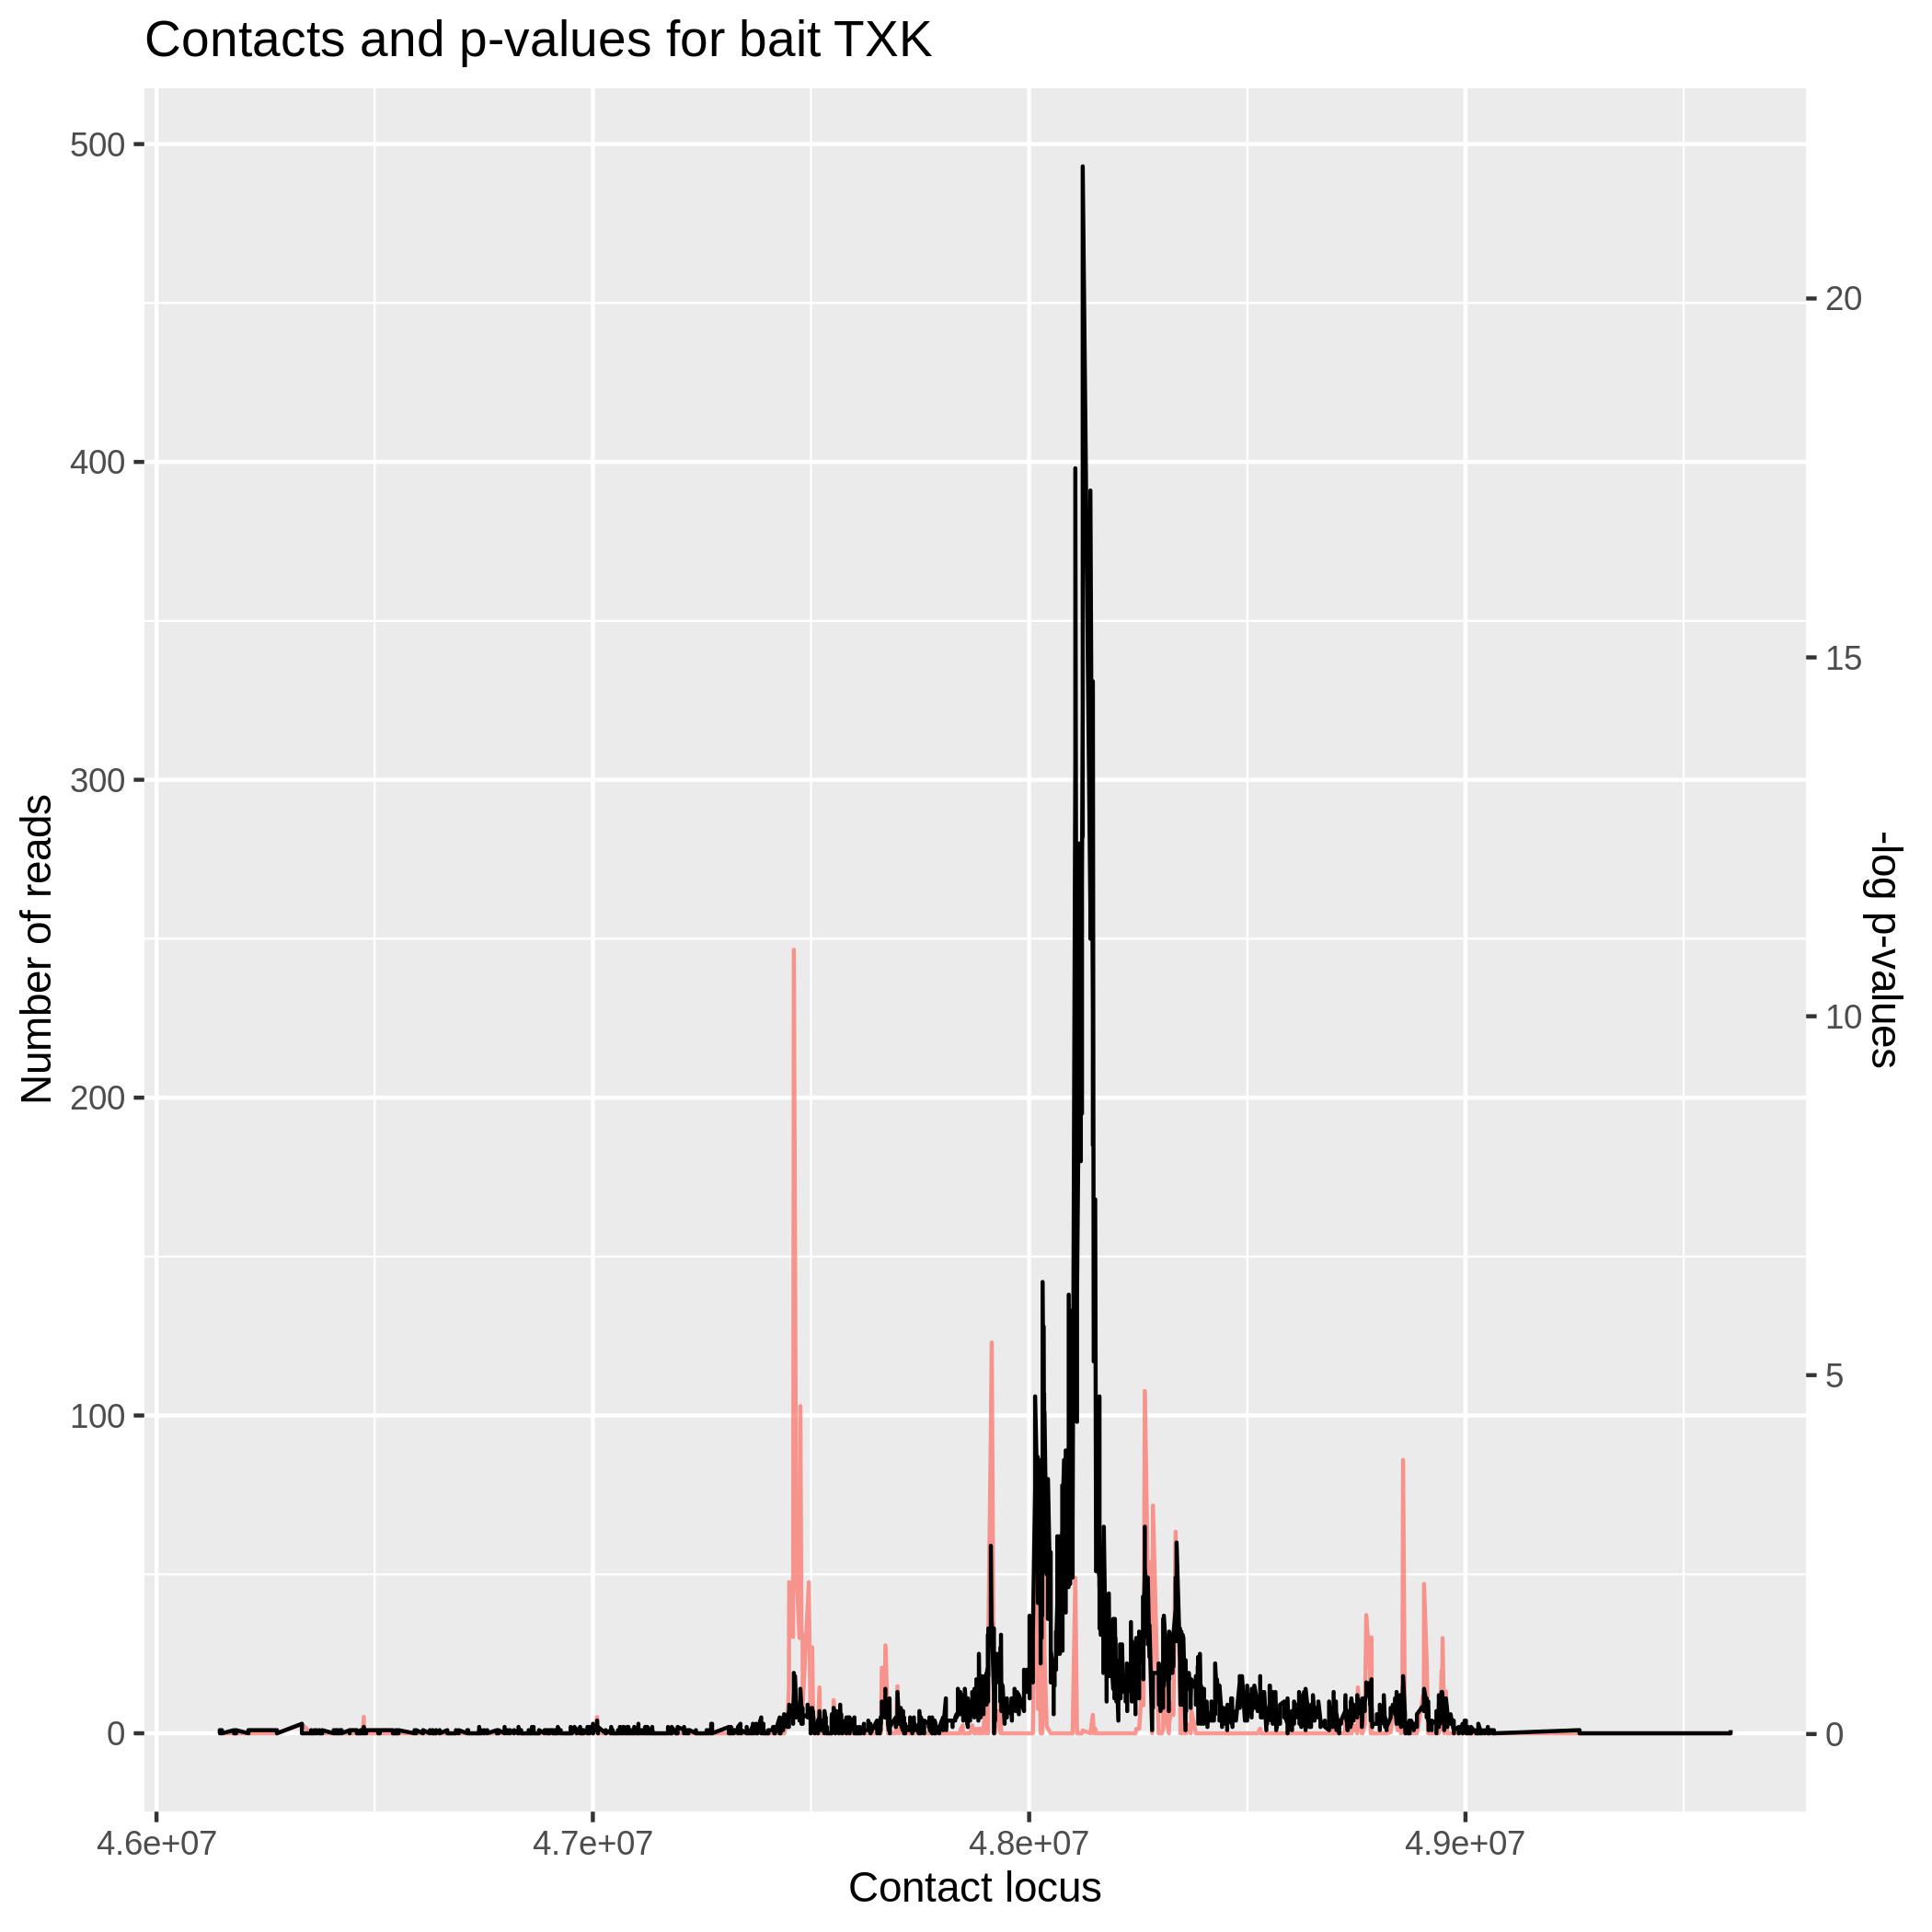 Contacts and p-values for bait TXK
500
400
300
200
100
0
20
15
10
5
0
4.6e+07 4.7e+07 4.8e+07 4.9e+07
Number of reads
-log p-values
Contact locus